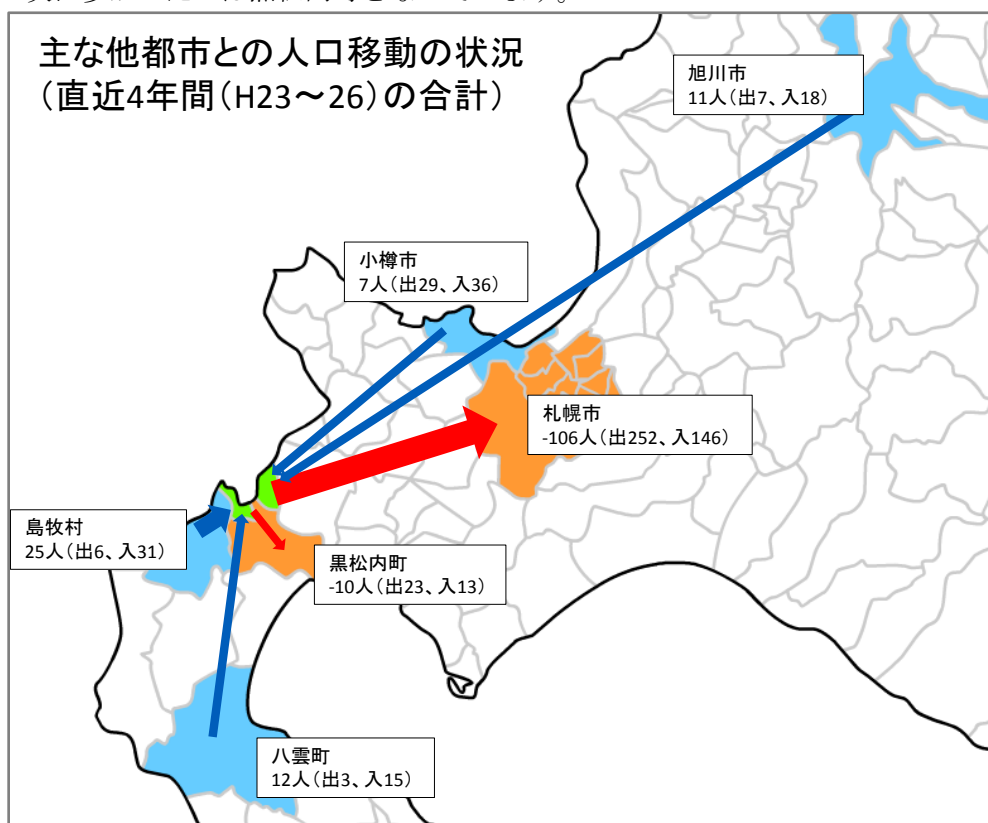 主な他都市との人口移動の状況
（直近4年間（H23～26）の合計）
旭川市
11人（出7、入18）
小樽市
7人（出29、入36）
札幌市
-106人（出252、入146）
島牧村
25人（出6、入31）
黒松内町
-10人（出23、入13）
八雲町
12人（出3、入15）